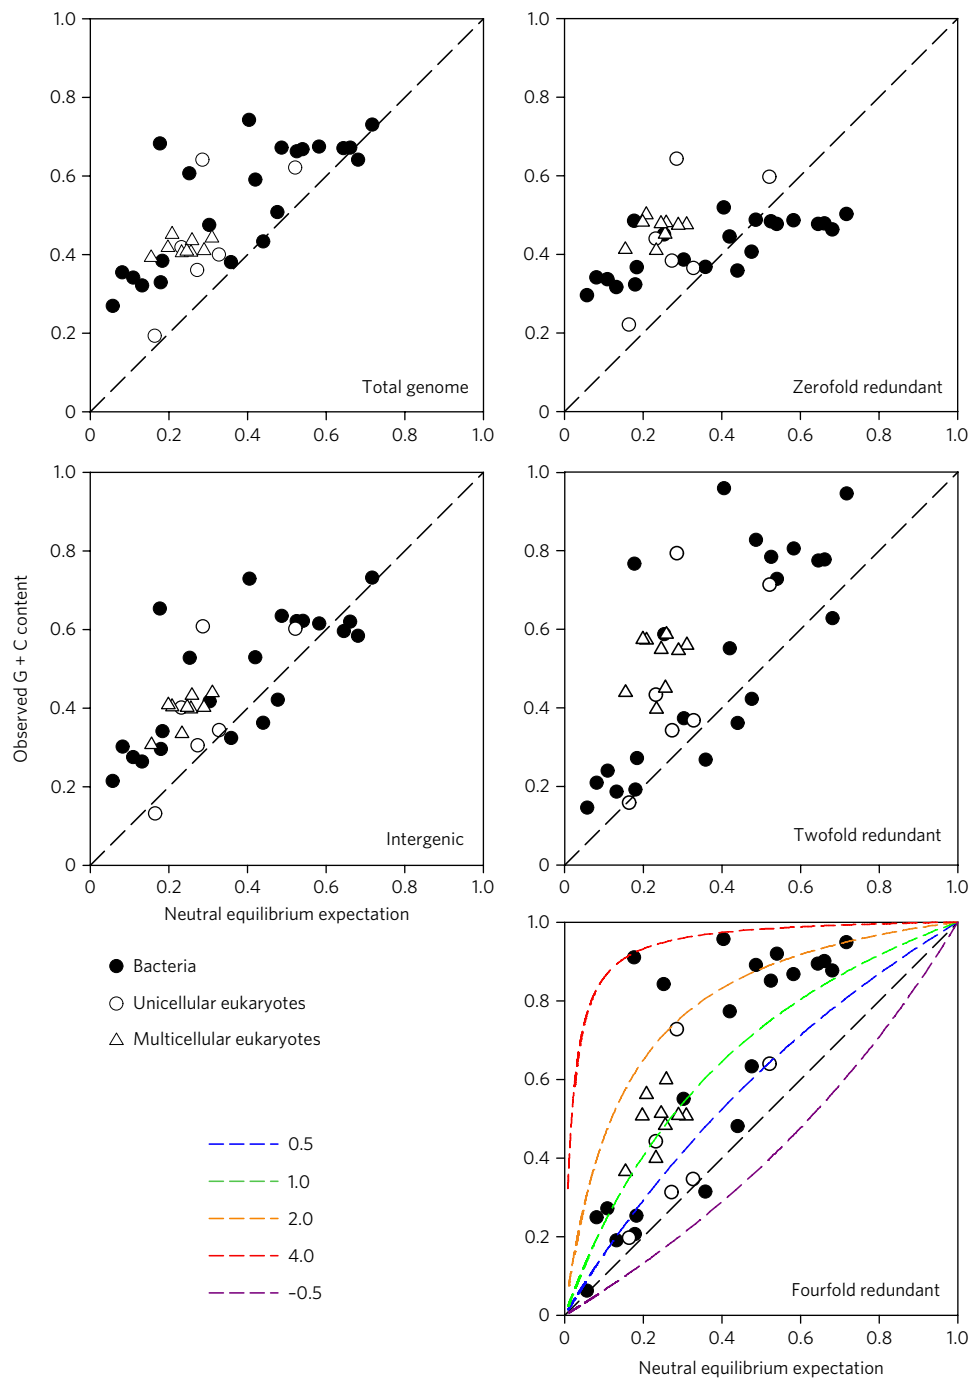 1.0
0.8
0.6
0.4
0.2
0
0 0.2 0.4 0.6 0.8 1.0
Total genome
1.0
0.8
0.6
0.4
0.2
0
0 0.2 0.4 0.6 0.8 1.0
Zerofold redundant
Observed G + C content
1.0
0.8
0.6
0.4
0.2
0
0 0.2 0.4 0.6 0.8 1.0
Intergenic
Neutral equilibrium expectation
1.0
0.8
0.6
0.4
0.2
0
0 0.2 0.4 0.6 0.8 1.0
Twofold redundant
Bacteria
Unicellular eukaryotes
Multicellular eukaryotes
0.5
1.0
2.0
4.0
–0.5
1.0
0.8
0.6
0.4
0.2
0
0 0.2 0.4 0.6 0.8 1.0
Fourfold redundant
Neutral equilibrium expectation